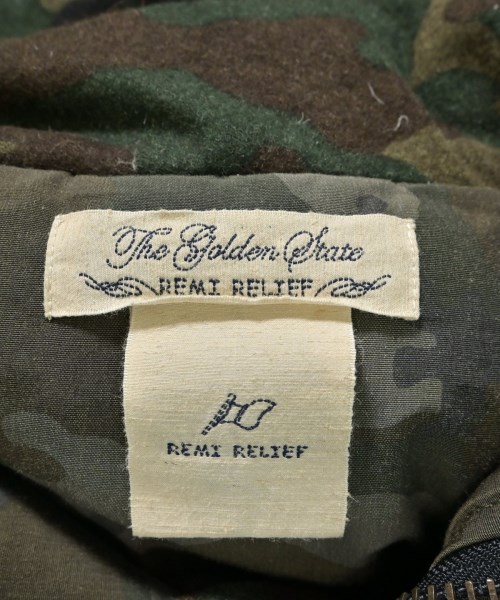 The Golden State
REMI RELIEF
REMI RELIEF